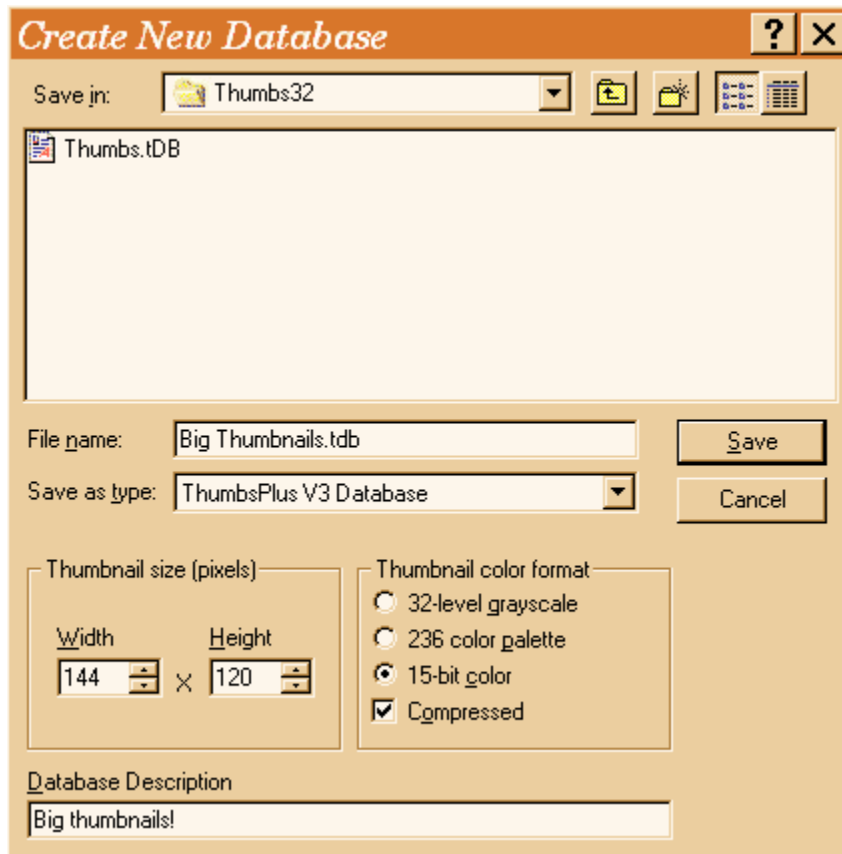 Create New Database
Save in: Thumbs32
Thumbs.tDB
File name: Big Thumbnails.tdb Save
Save as type: ThumbsPlus V3 Database Cancel
Thumbnail size (pixels) Thumbnail color format
32-level grayscale
Width Height 236 color palette
144 x 120 15-bit color
Compressed
Database Description
Big thumbnails!